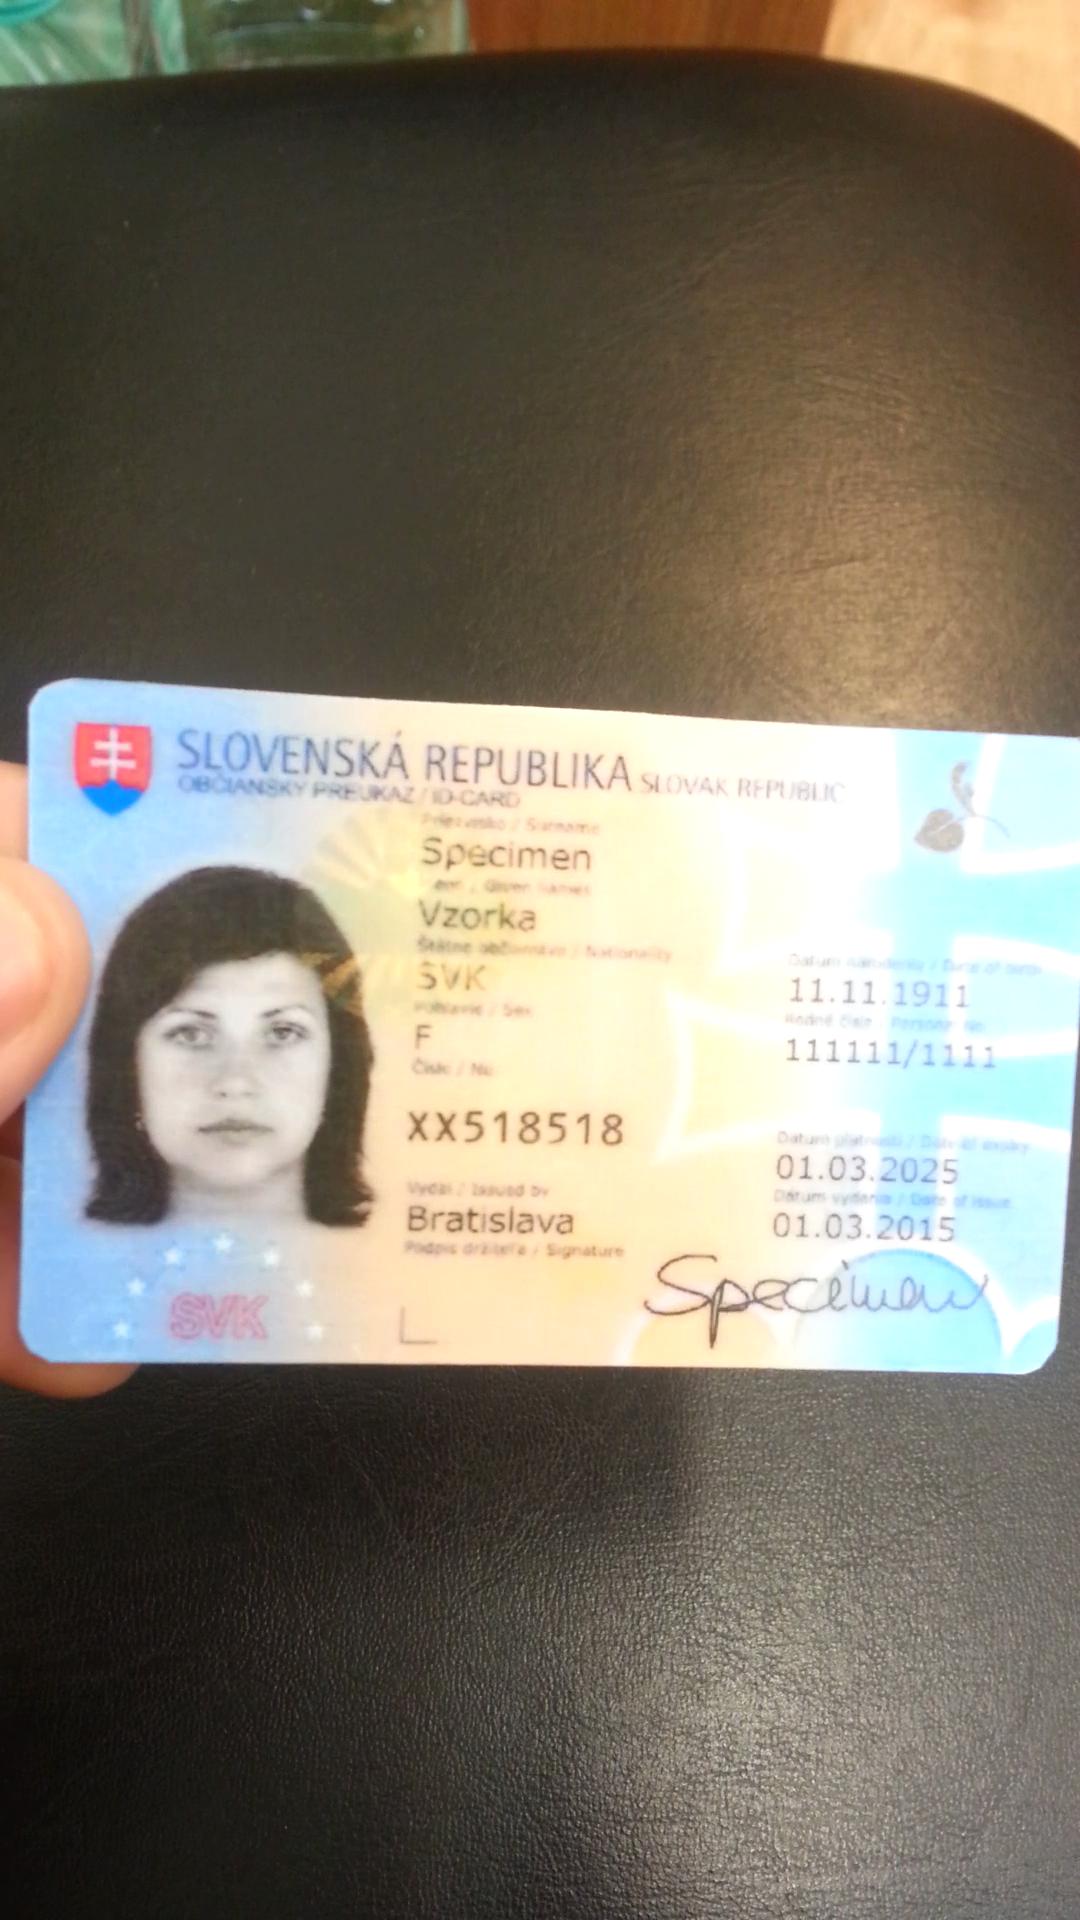 SLOVENSKÁ REPUBLIKA SLOVAK REPUBLIC
OBČIANSKY PREUKAZ / ID-CARD
Priezvisko / Surname
Specimen
Given names
Vzorka
Štátne občianstvo / Nationality
SVK
Pohlavie / Sex
F
Číslo / No
XX518518
Vydal / Issued by
Bratislava
Podpis držiteľa / Signature
Dátum narodenia / Date of birth
11.11.1911
Rodné číslo / Personal No.
111111/1111
Dátum platnosti / Date of expiry
01.03.2025
Dátum vydania / Date of issue
01.03.2015
Specimen
SVK